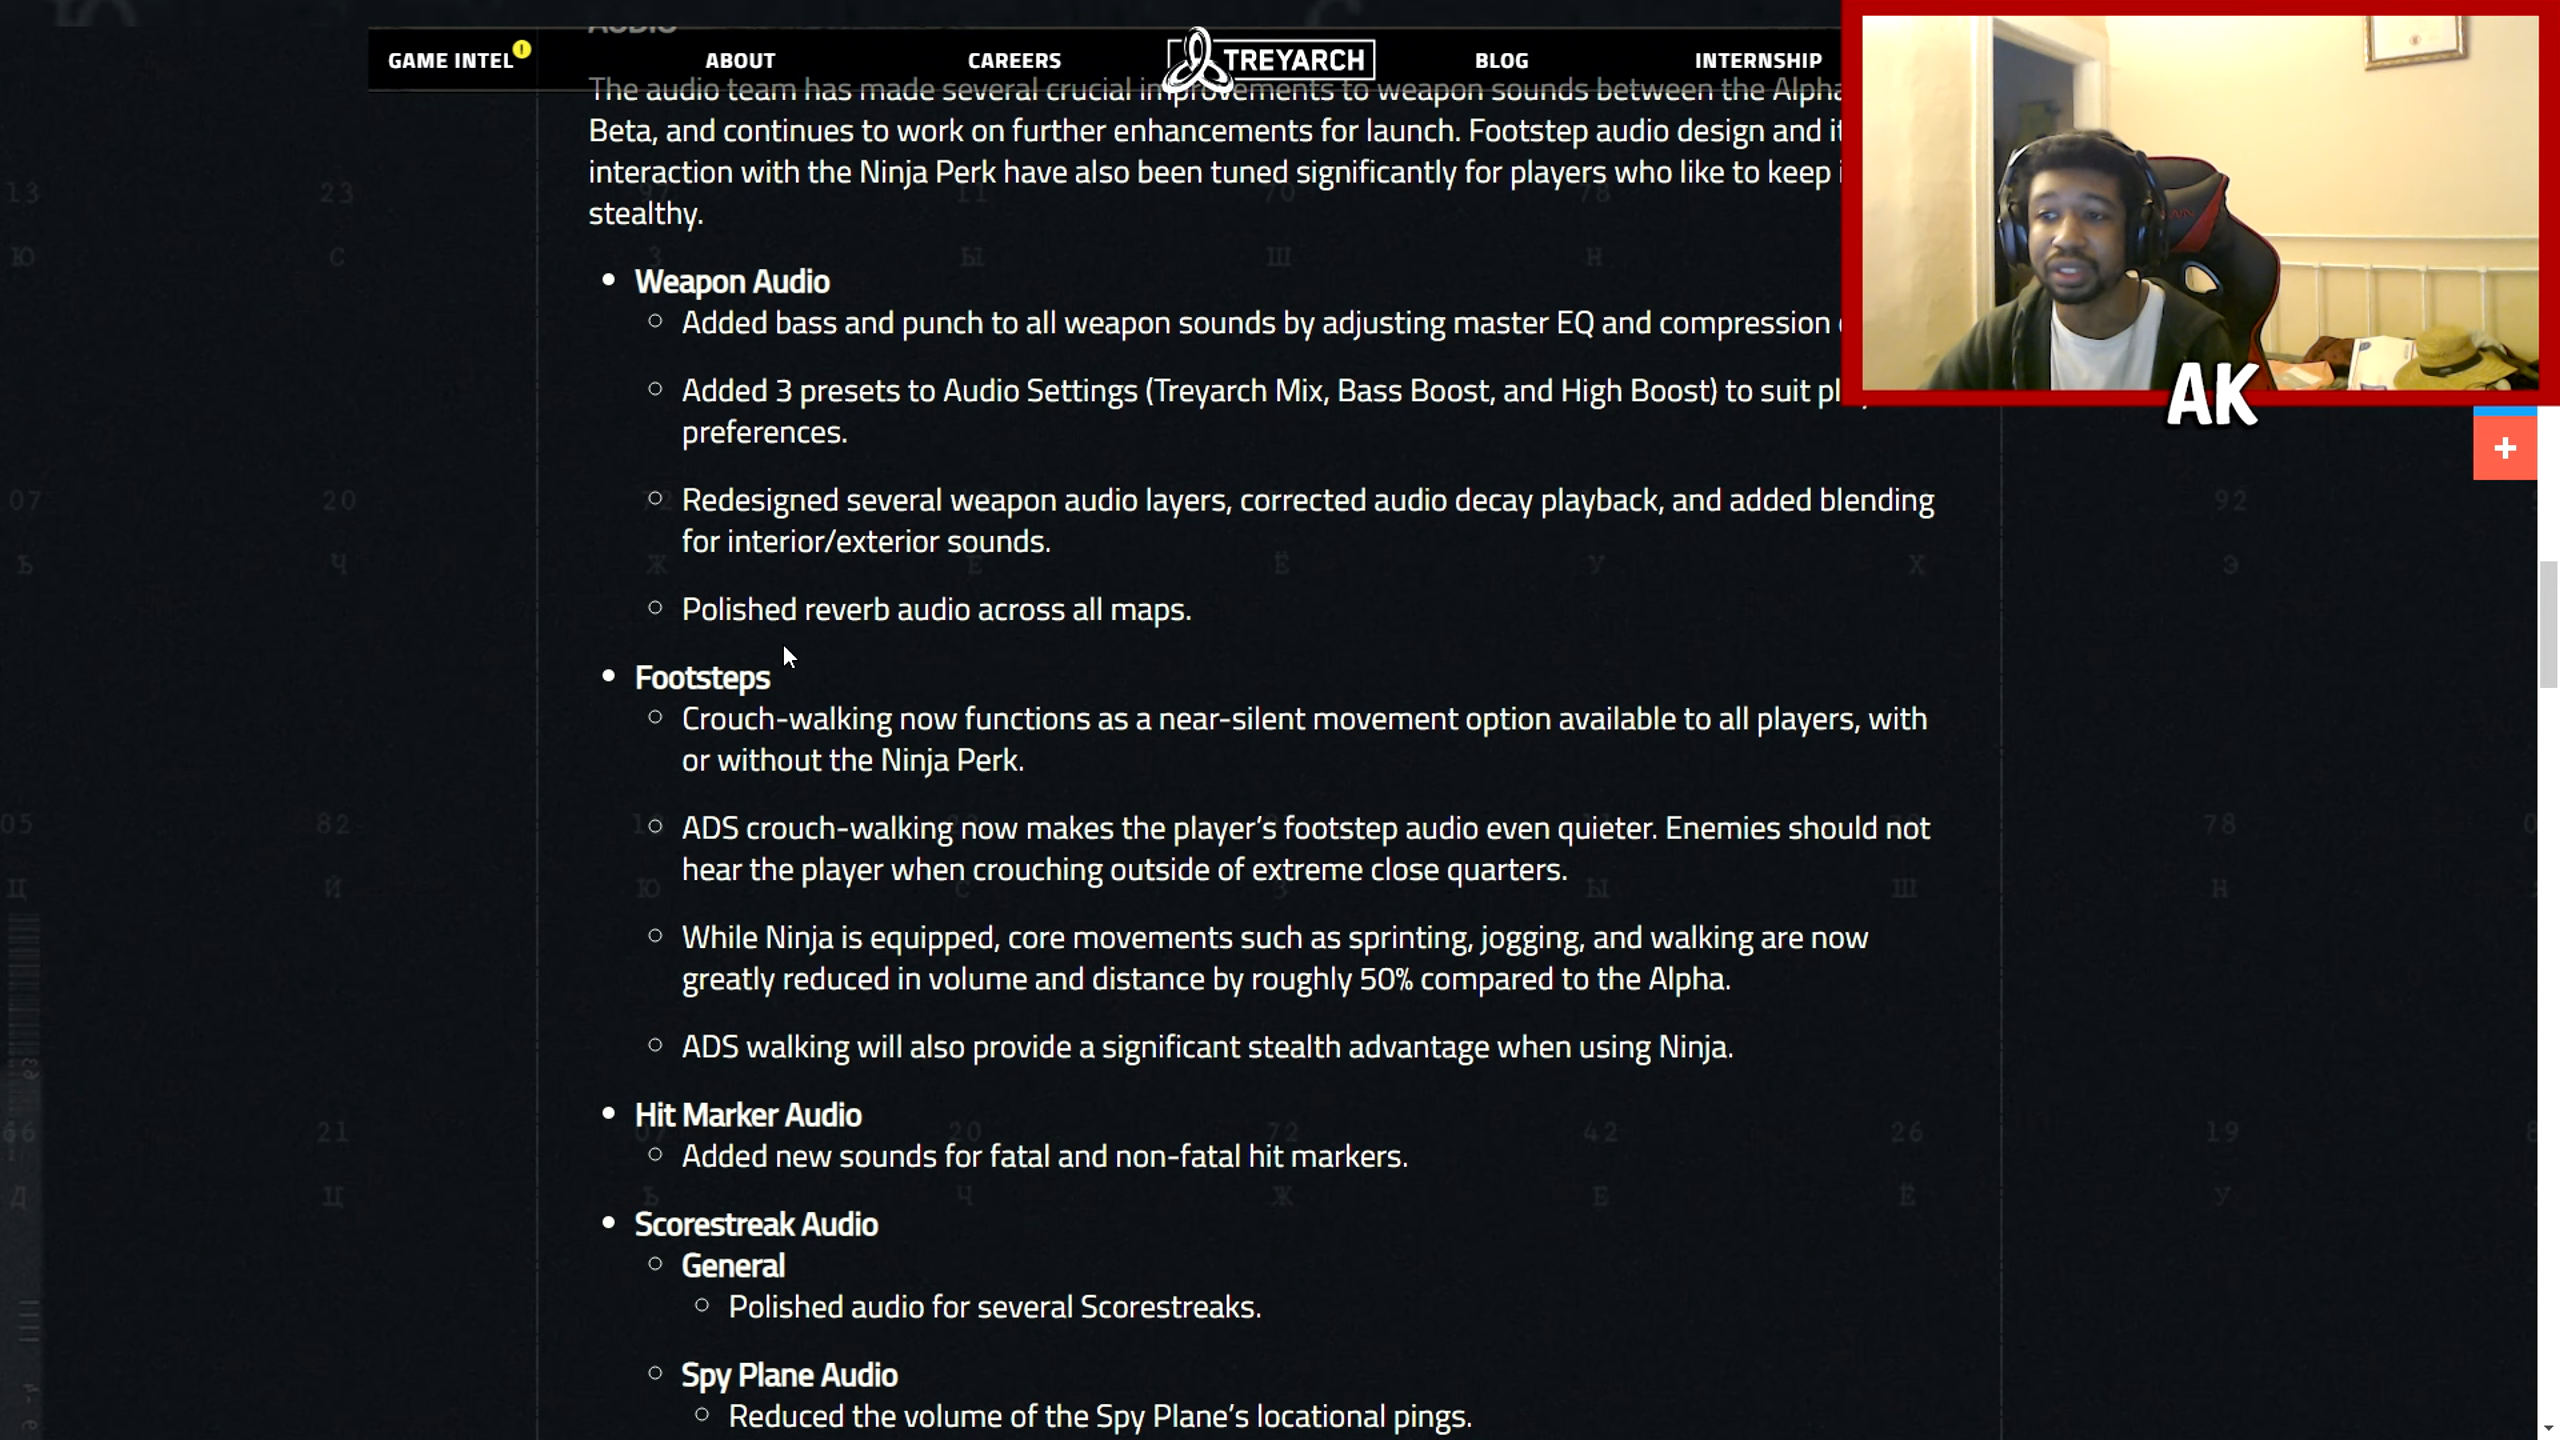 AUDIO
GAME INTEL ! ABOUT CAREERS TREYARCH BLOG INTERNSHIP
The audio team has made several crucial improvements to weapon sounds between the Alpha
Beta, and continues to work on further enhancements for launch. Footstep audio design and
interaction with the Ninja Perk have also been tuned significantly for players who like to keep
stealthy.
Weapon Audio
Added bass and punch to all weapon sounds by adjusting master EQ and compression
Added 3 presets to Audio Settings (Treyarch Mix, Bass Boost, and High Boost) to suit
preferences.
Redesigned several weapon audio layers, corrected audio decay playback, and added blending
for interior/exterior sounds.
Polished reverb audio across all maps.
Footsteps
Crouch-walking now functions as a near-silent movement option available to all players, with
or without the Ninja Perk.
ADS crouch-walking now makes the player’s footstep audio even quieter. Enemies should not
hear the player when crouching outside of extreme close quarters.
While Ninja is equipped, core movements such as sprinting, jogging, and walking are now
greatly reduced in volume and distance by roughly 50% compared to the Alpha.
ADS walking will also provide a significant stealth advantage when using Ninja.
Hit Marker Audio
Added new sounds for fatal and non-fatal hit markers.
Scorestreak Audio
General
Polished audio for several Scorestreaks.
Spy Plane Audio
Reduced the volume of the Spy Plane’s locational pings.
AK
+